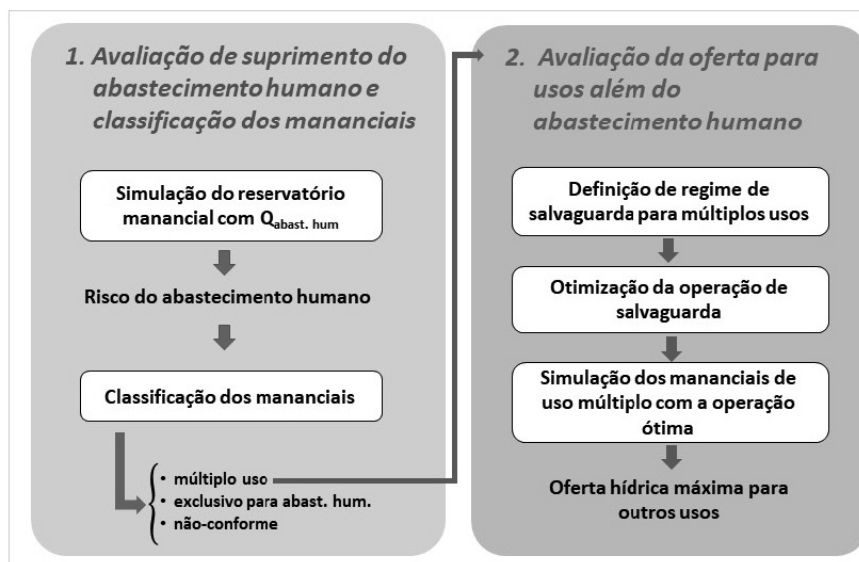 1. Avaliação de suprimento do
abastecimento humano e
classificação dos mananciais
Simulação do reservatório
manancial com Qabast. hum
Risco do abastecimento humano
Classificação dos mananciais
• múltiplo uso
• exclusivo para abast. hum.
• não-conforme
2. Avaliação da oferta para
usos além do
abastecimento humano
Definição de regime de
salvaguarda para múltiplos usos
Otimização da operação de
salvaguarda
Simulação dos mananciais de
uso múltiplo com a operação
ótima
Oferta hídrica máxima para
outros usos